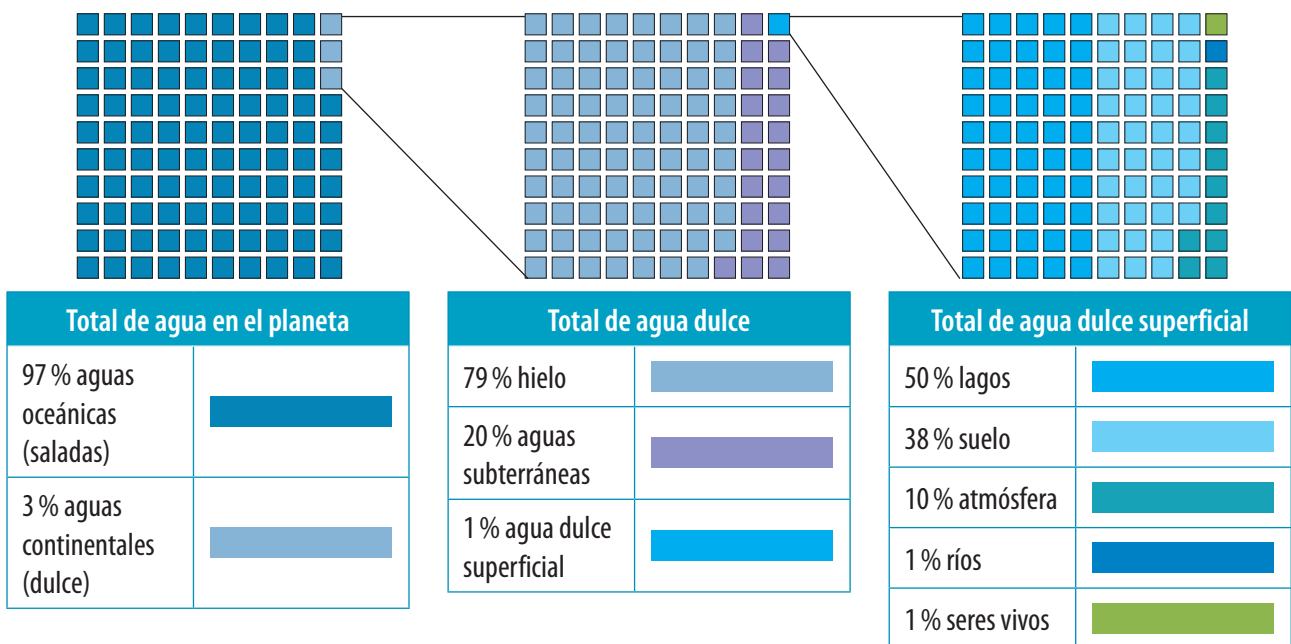 Total de agua en el planeta
97 % aguas
oceánicas
(saladas)
3 % aguas
continentales
(dulce)
Total de agua dulce
79 % hielo
20 % aguas
subterráneas
1 % agua dulce
superficial
Total de agua dulce superficial
50 % lagos
38 % suelo
10 % atmósfera
1 % ríos
1 % seres vivos